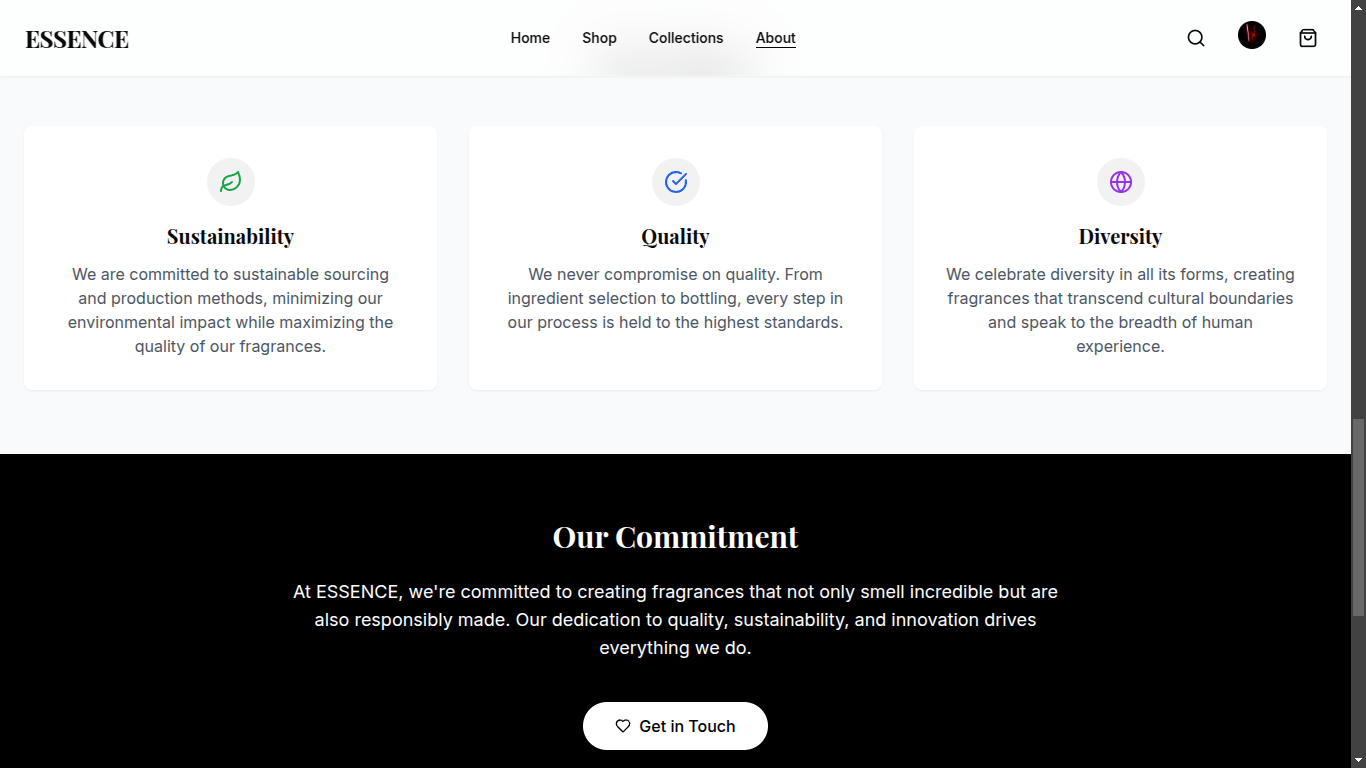 ESSENCE
Home
Shop
Collections
About
Sustainability
We are committed to sustainable sourcing
and production methods, minimizing our
environmental impact while maximizing the
quality of our fragrances.
Quality
We never compromise on quality. From
ingredient selection to bottling, every step in
our process is held to the highest standards.
Diversity
We celebrate diversity in all its forms, creating
fragrances that transcend cultural boundaries
and speak to the breadth of human
experience.
Our Commitment
At ESSENCE, we're committed to creating fragrances that not only smell incredible but are
also responsibly made. Our dedication to quality, sustainability, and innovation drives
everything we do.
Get in Touch